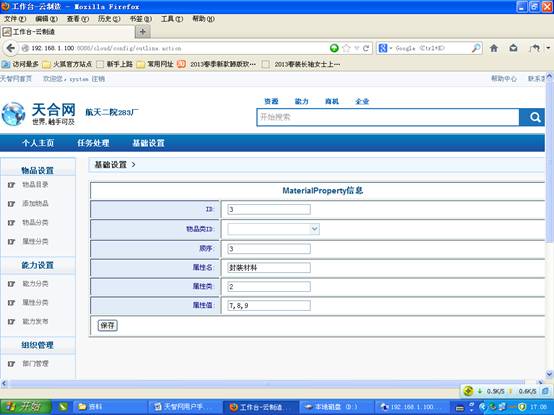 工作台-云制造 - Mozilla Firefox
文件(F) 编辑(E) 查看(V) 历史(S) 书签(B) 工具(T) 帮助(H)
工作台-云制造
192.168.1.100:8080/cloud/config/outline.action
Google <Ctrl+K>
访问最多 火狐官方站点 新手上路 常用网址 2013春季新款韩版欧... 2013春装长袖女士上...
天智网首页 欢迎您,system 注销 帮助中心 联系客
资源 能力 商机 企业
天合网 航天二院283厂
世界,触手可及
开始搜索
个人主页 任务处理 基础设置
物品设置
物品目录
添加物品
物品分类
属性分类
能力设置
能力分类
属性分类
能力发布
组织管理
部门管理
基础设置 >
MaterialProperty信息
ID: 3
物品类ID:
顺序: 3
属性名: 封装材料
属性类: 2
属性值: 7,8,9
保存
0.9K/S 0.6K/S
开始 资料 天智网用户手... 工作台-云制造... 本地磁盘 (D:) 192.168.1.100... 17:08